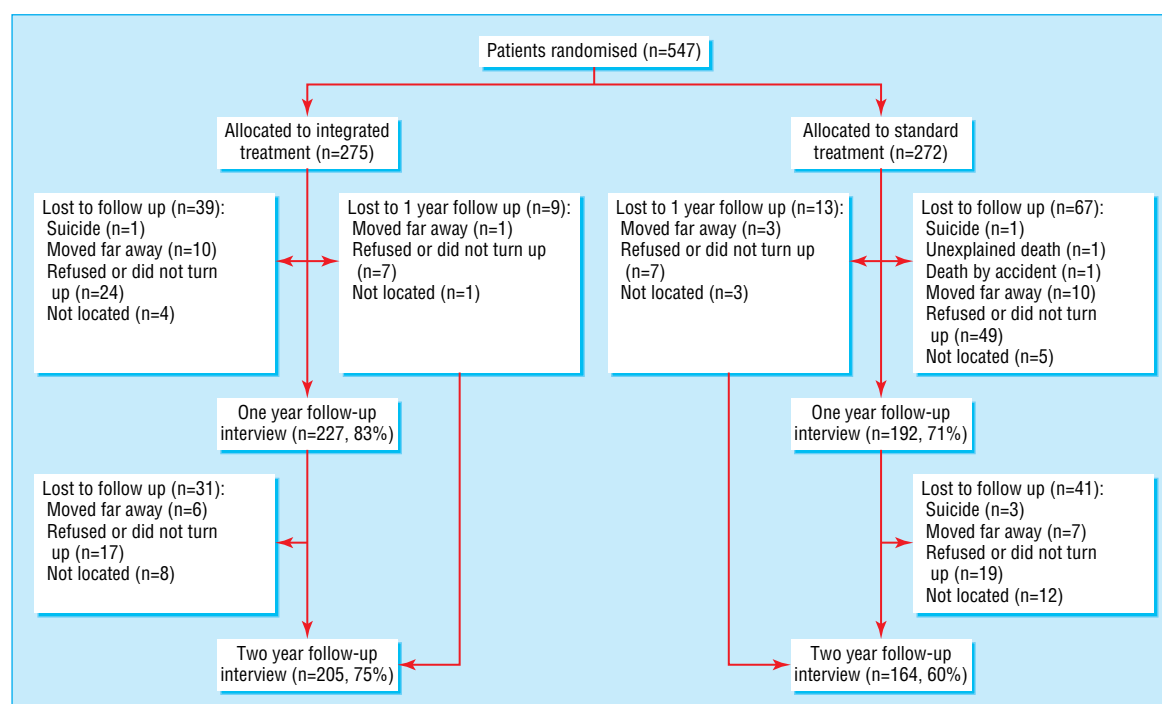 Patients randomised (n=547)
Allocated to integrated
treatment (n=275)
Allocated to standard
treatment (n=272)
Lost to follow up (n=39):
Suicide (n=1)
Moved far away (n=10)
Refused or did not turn
up (n=24)
Not located (n=4)
Lost to 1 year follow up (n=9):
Moved far away (n=1)
Refused or did not turn up
(n=7)
Not located (n=1)
Lost to 1 year follow up (n=13):
Moved far away (n=3)
Refused or did not turn up
(n=7)
Not located (n=3)
Lost to follow up (n=67):
Suicide (n=1)
Unexplained death (n=1)
Death by accident (n=1)
Moved far away (n=10)
Refused or did not turn
up (n=49)
Not located (n=5)
One year follow-up
interview (n=227, 83%)
One year follow-up
interview (n=192, 71%)
Lost to follow up (n=31):
Moved far away (n=6)
Refused or did not turn
up (n=17)
Not located (n=8)
Lost to follow up (n=41):
Suicide (n=3)
Moved far away (n=7)
Refused or did not turn
up (n=19)
Not located (n=12)
Two year follow-up
interview (n=205, 75%)
Two year follow-up
interview (n=164, 60%)